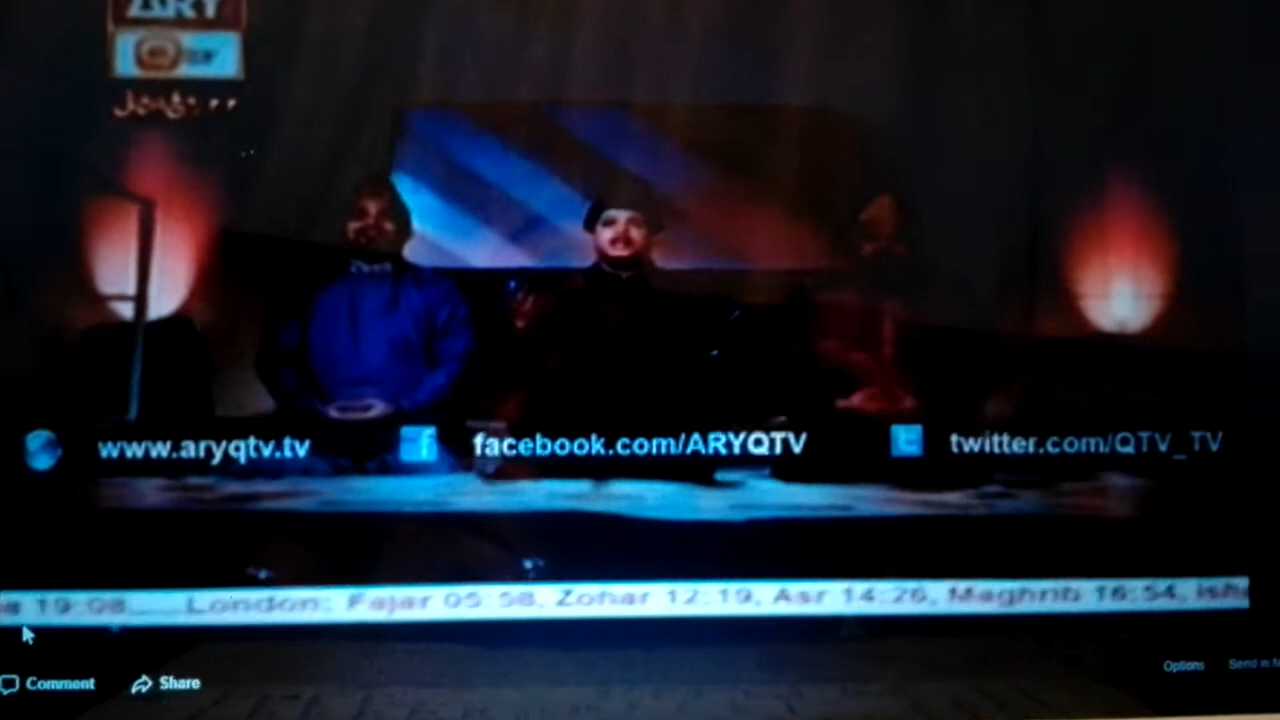 ARY
www.aryqtv.tv
facebook.com/ARYQTV
twitter.com/QTV_TV
19:08 London: Fajar 05:58, Zohar 12:19, Asr 14:26, Maghrib 16:54, Isha
Options
Comment Share